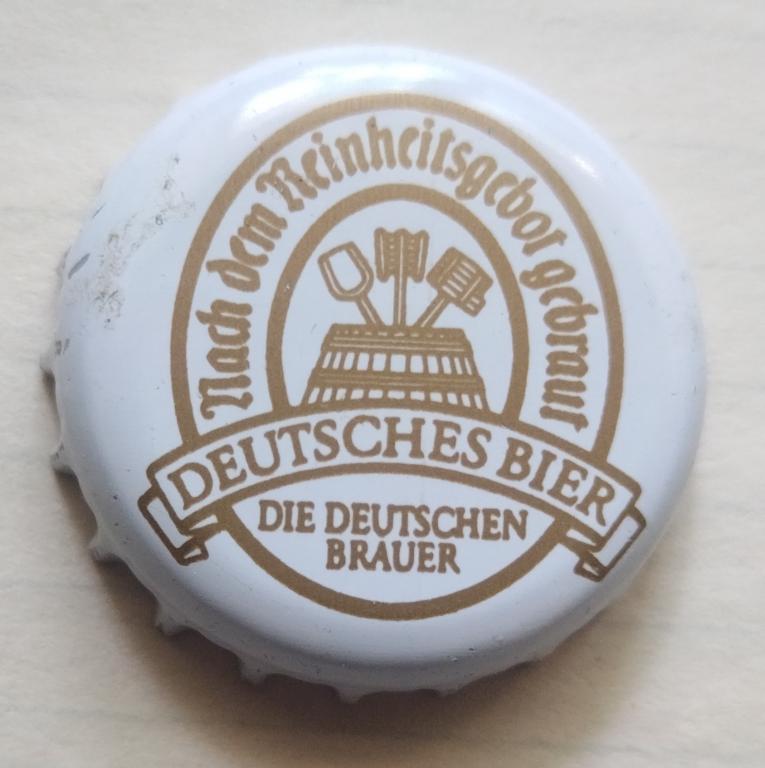 Nach dem Reinheitsgebot gebraut
DEUTSCHES BIER
DIE DEUTSCHEN
BRAUER